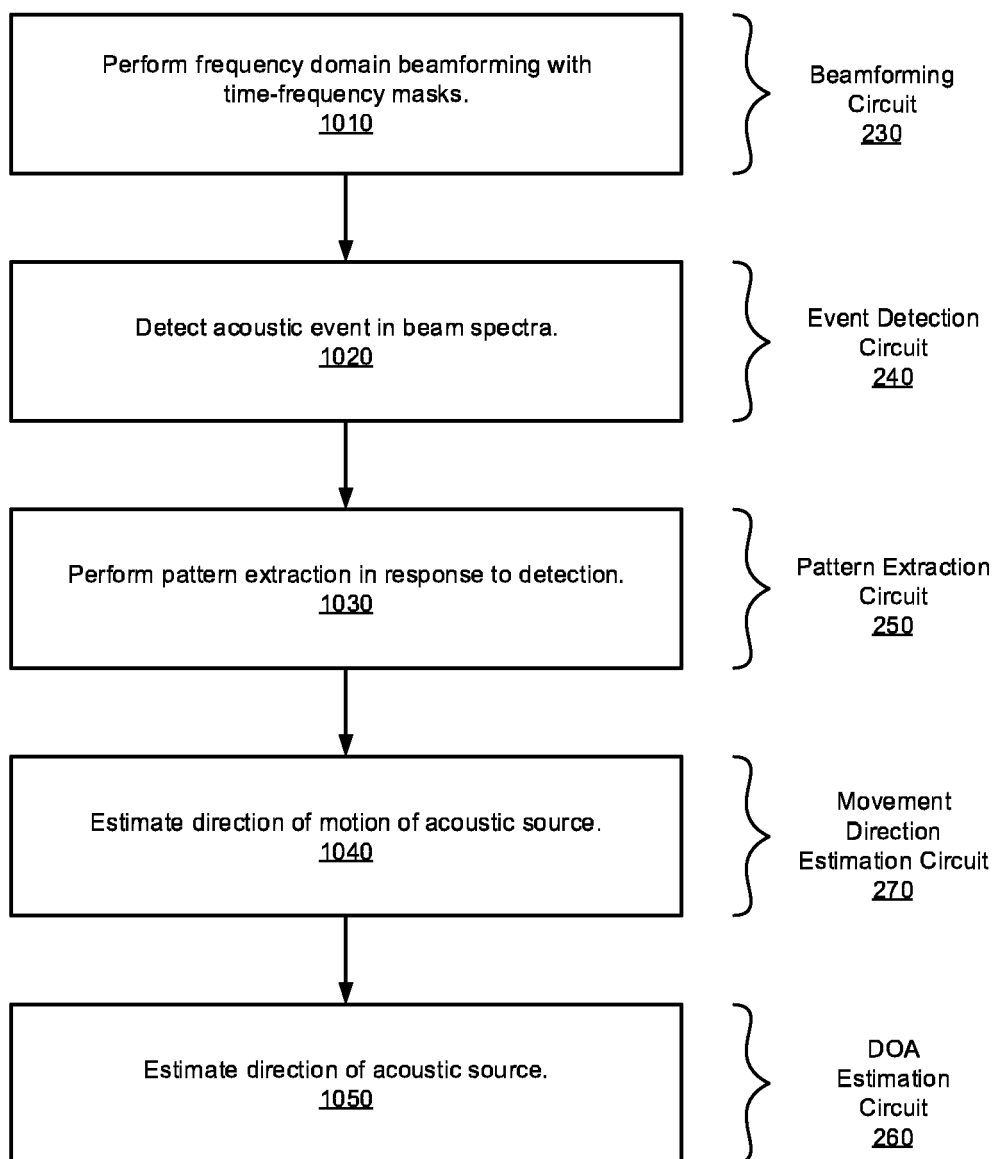 Perform frequency domain beamforming with
time-frequency masks.
1010
Beamforming
Circuit
230
Detect acoustic event in beam spectra.
1020
Event Detection
Circuit
240
Perform pattern extraction in response to detection.
1030
Pattern Extraction
Circuit
250
Estimate direction of motion of acoustic source.
1040
Movement
Direction
Estimation Circuit
270
Estimate direction of acoustic source.
1050
DOA
Estimation
Circuit
260